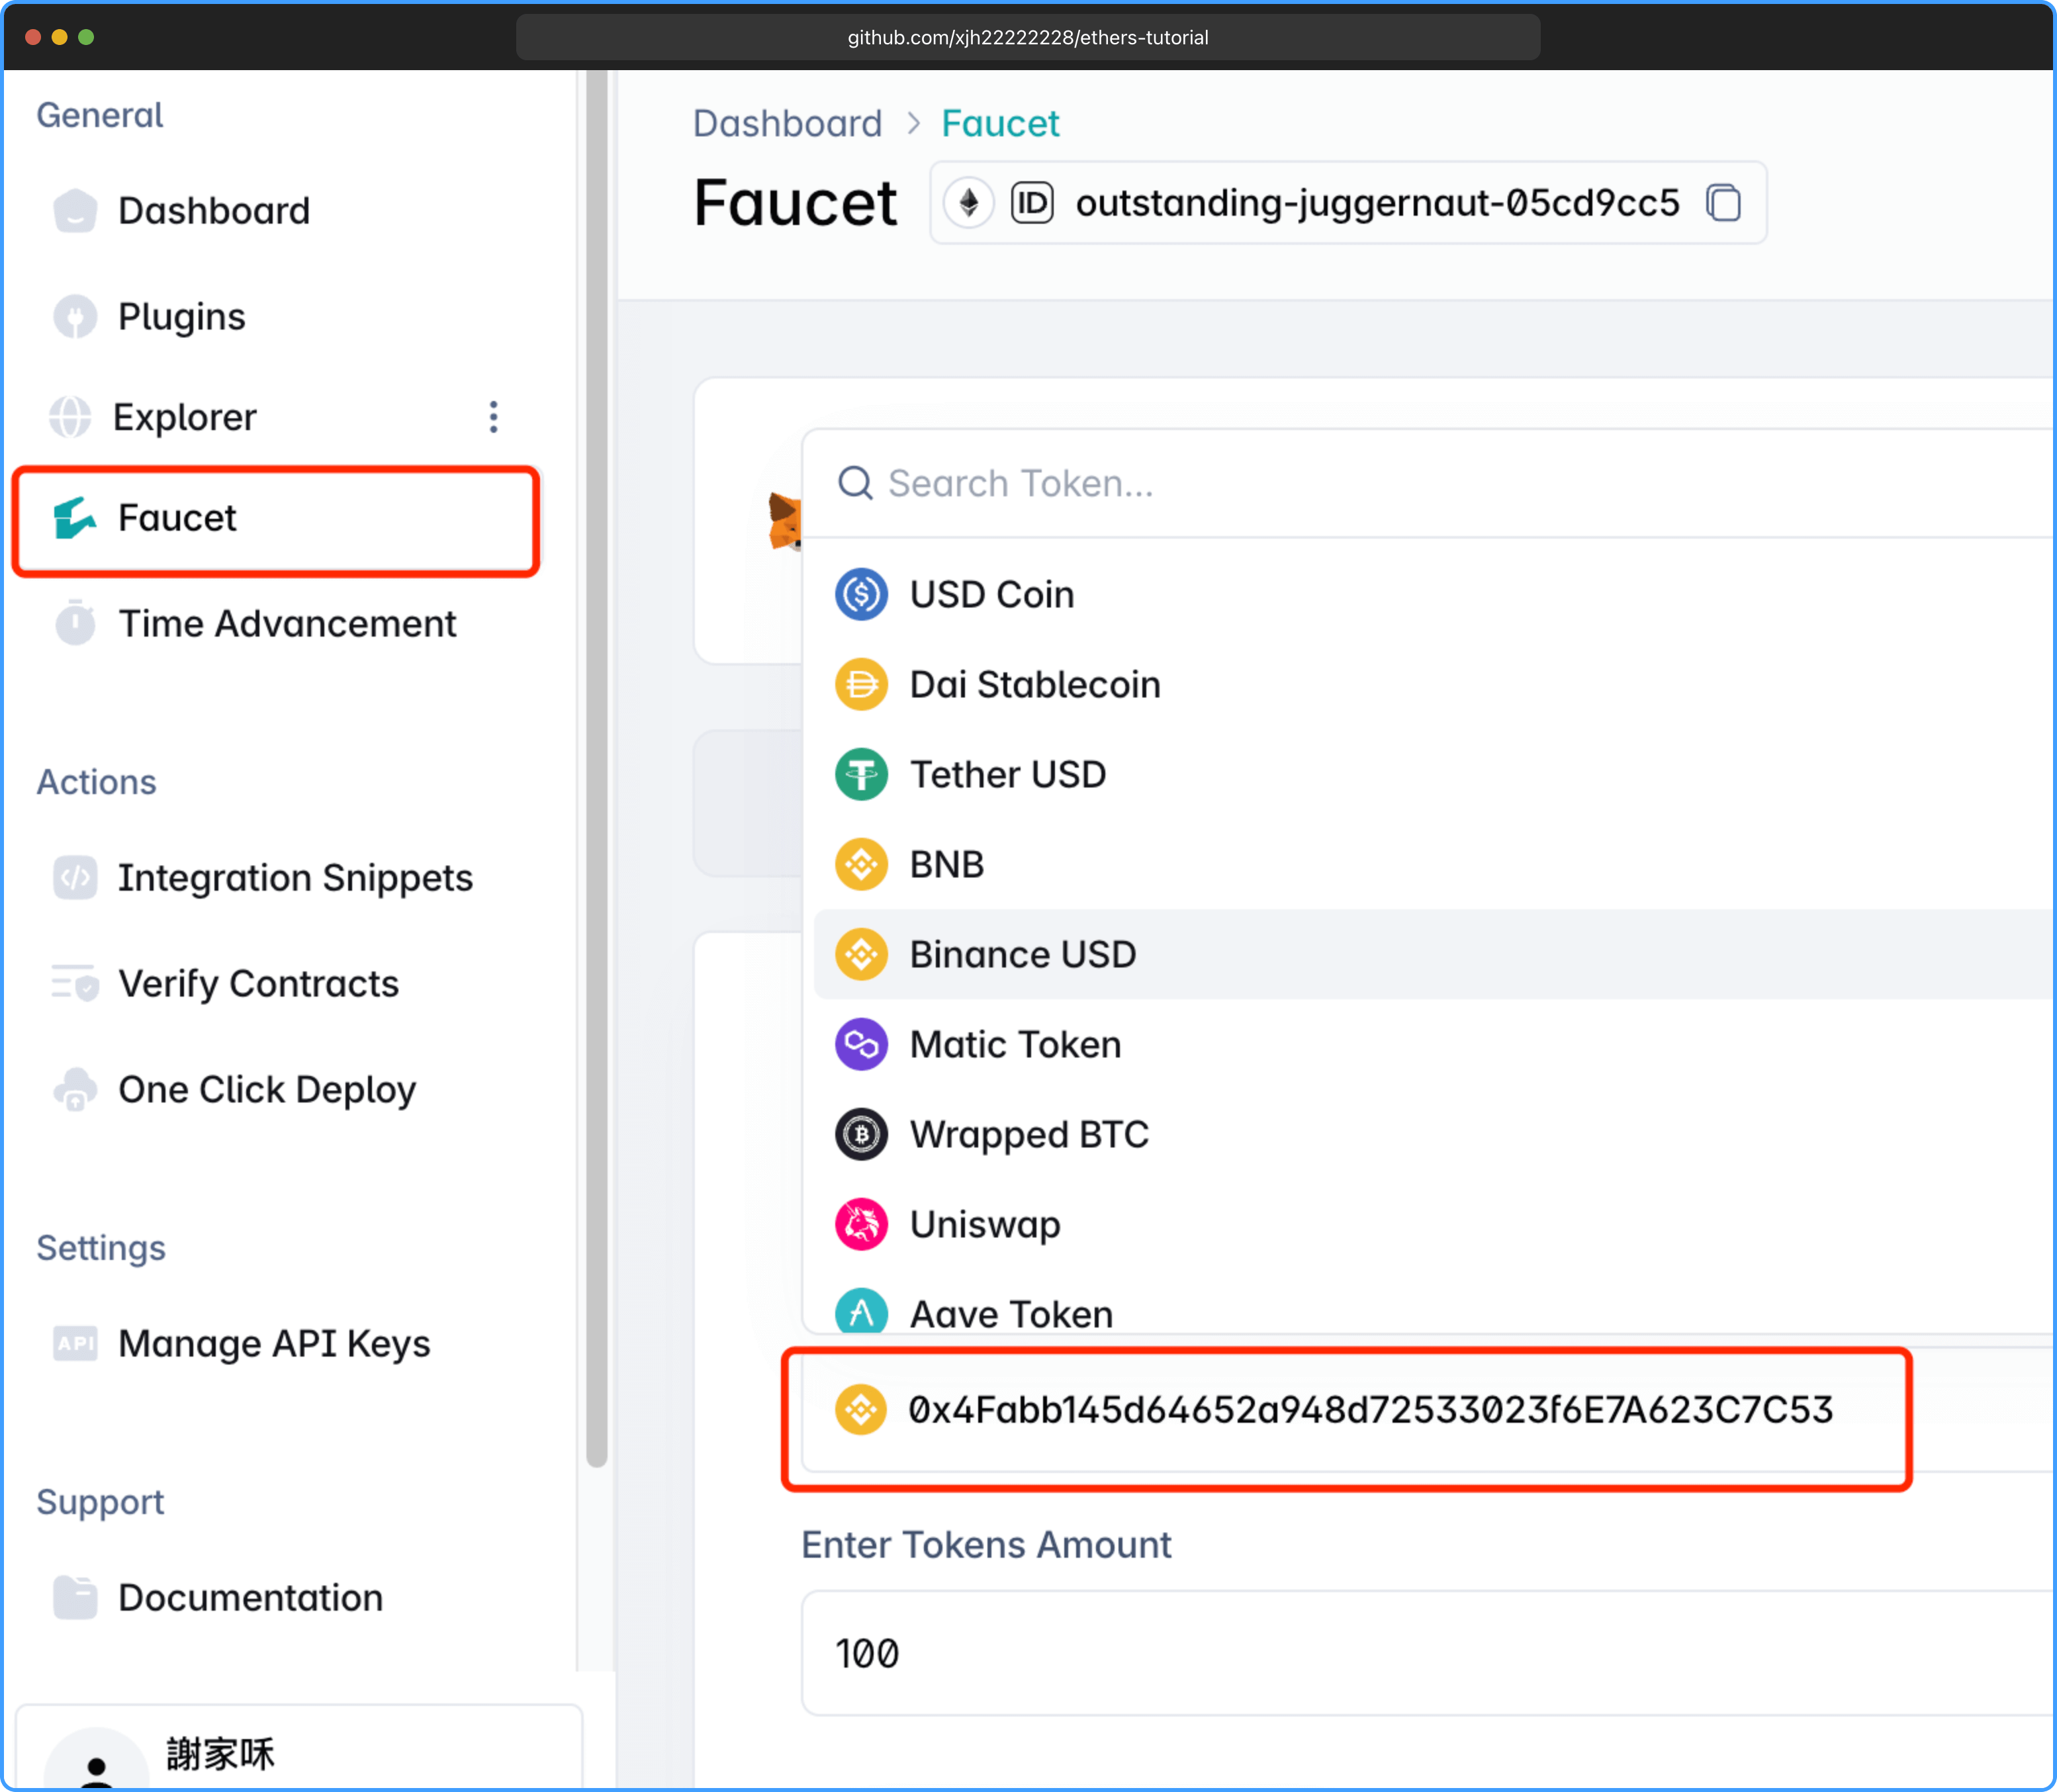 github.com/xjh22222228/ethers-tutorial
General
Dashboard
Plugins
Explorer
Faucet
Time Advancement
Actions
Integration Snippets
Verify Contracts
One Click Deploy
Settings
API
Manage API Keys
Support
Documentation
謝家咊
Dashboard > Faucet
Faucet
ID outstanding-juggernaut-05cd9cc5
Search Token...
USD Coin
Dai Stablecoin
Tether USD
BNB
Binance USD
Matic Token
Wrapped BTC
Uniswap
Aave Token
0x4Fabb145d64652a948d72533023f6E7A623C7C53
Enter Tokens Amount
100